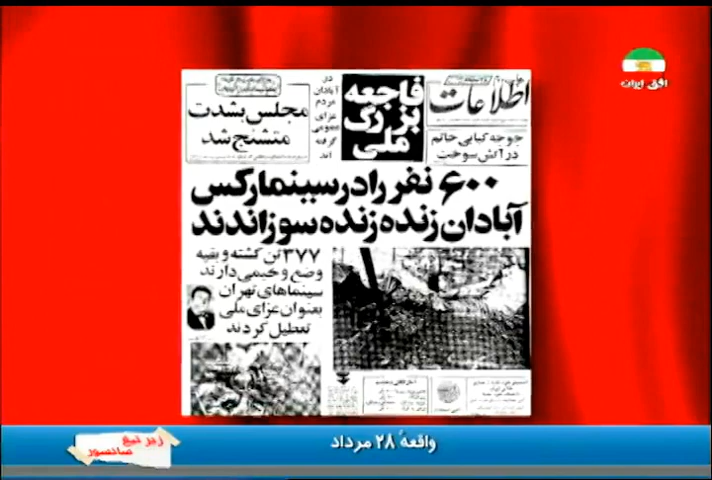 افق ایران
اطلاعات
فاجعه
بزرگ
ملی
در
آبادان
مردم
عزای
عمومی
گرفته
اند
مجلس بشدت
متشنج شد
جوجه کبابی خانم
در آتش سوخت
۶۰۰ نفر را در سینما رکس
آبادان زنده زنده سوزاندند
۳۷۷ تن کشته و بقیه
وضع وخیمی دارند
سینماهای تهران
بعنوان عزای ملی
تعطیل کردند
واقعهٔ ۲۸ مرداد
زیر تیغ
سانسور